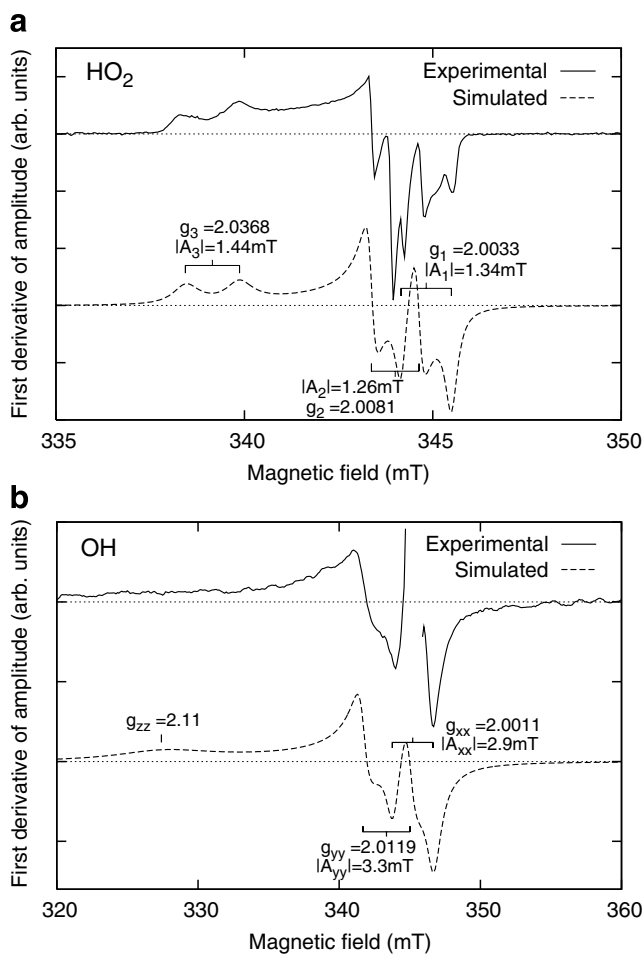 a
First derivative of amplitude (arb. units)
HO2
Experimental
Simulated
g3 =2.0368
|A3|=1.44mT
g1 =2.0033
|A1|=1.34mT
|A2|=1.26mT
g2 =2.0081
335 340 345 350
Magnetic field (mT)
b
First derivative of amplitude (arb. units)
OH
Experimental
Simulated
gzz =2.11
gxx =2.0011
|Axx|=2.9mT
gyy =2.0119
|Ayy|=3.3mT
320 330 340 350 360
Magnetic field (mT)